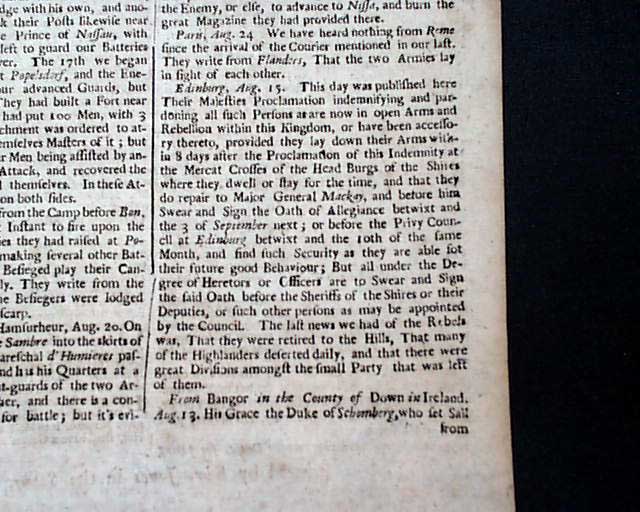 dge with his own, and ano-
k their Posts likewise near
e Prince of Nassau, with
left to guard our Batteries
ver. The 17th we began
t Popelsdorf, and the Ene-
our advanced Guards, but
They had built a Fort near
had put 100 Men, with 3
chment was ordered to at-
emselves Masters of it; but
r Men being assisted by an-
Attack, and recovered the
d themselves. In these At-
on both sides.
from the Camp before Bon,
Instant to fire upon the
ies they had raised at Po-
making several other Bat-
Besieged play their Can-
ly. They write from the
e Besiegers were lodged
scarp.
Hamsurheur, Aug. 20. On
e Sambre into the skirts of
areschal d'Humieres pas-
nd his his Quarters at a
t-guards of the two Ar-
her, and there is a con-
for battle; but it's evi-
the Enemy, or else, to advance to Nissa, and burn the
great Magazine they had provided there.
Paris, Aug. 24 We have heard nothing from Rome
since the arrival of the Courier mentioned in our last.
They write from Flanders, That the two Armies lay
in sight of each other.
Edinburg, Aug. 15. This day was published here
Their Majesties Proclamation indemnifying and par-
doning all such Persons as are now in open Arms and
Rebellion within this Kingdom, or have been accesso-
ry thereto, provided they lay down their Arms with-
in 8 days after the Proclamation of this Indemnity at
the Mercat Crosses of the Head Burgs of the Shires
where they dwell or stay for the time, and that they
do repair to Major General Mackay, and before him
Swear and Sign the Oath of Allegiance betwixt and
the 3 of September next; or before the Privy Coun-
cil at Edinburg betwixt and the 10th of the same
Month, and find such Security as they are able for
their future good Behaviour; But all under the De-
gree of Heretors or Officers are to Swear and Sign
the said Oath before the Sheriffs of the Shires or their
Deputies, or such other persons as may be appointed
by the Council. The last news we had of the Rebels
was, That they were retired to the Hills, That many
of the Highlanders deserted daily, and that there were
great Divisions amongst the small Party that was left
of them.
From Bangor in the County of Down in Ireland,
Aug. 13. His Grace the Duke of Schomberg, who set Sail
from